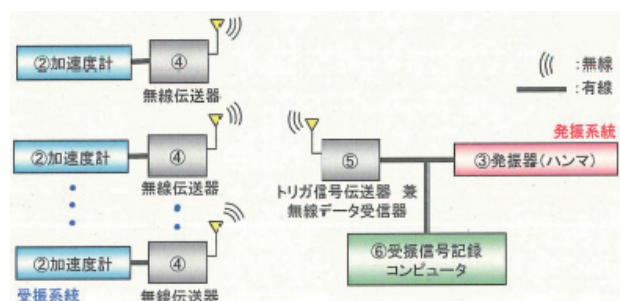 ②加速度計
④
無線伝送器
②加速度計
④
無線伝送器
②加速度計
④
無線伝送器
受振系統
:無線
:有線
発振系統
⑤
③発振器(ハンマ)
トリガ信号伝送器 兼
無線データ受信器
⑥受振信号記録
コンピュータ